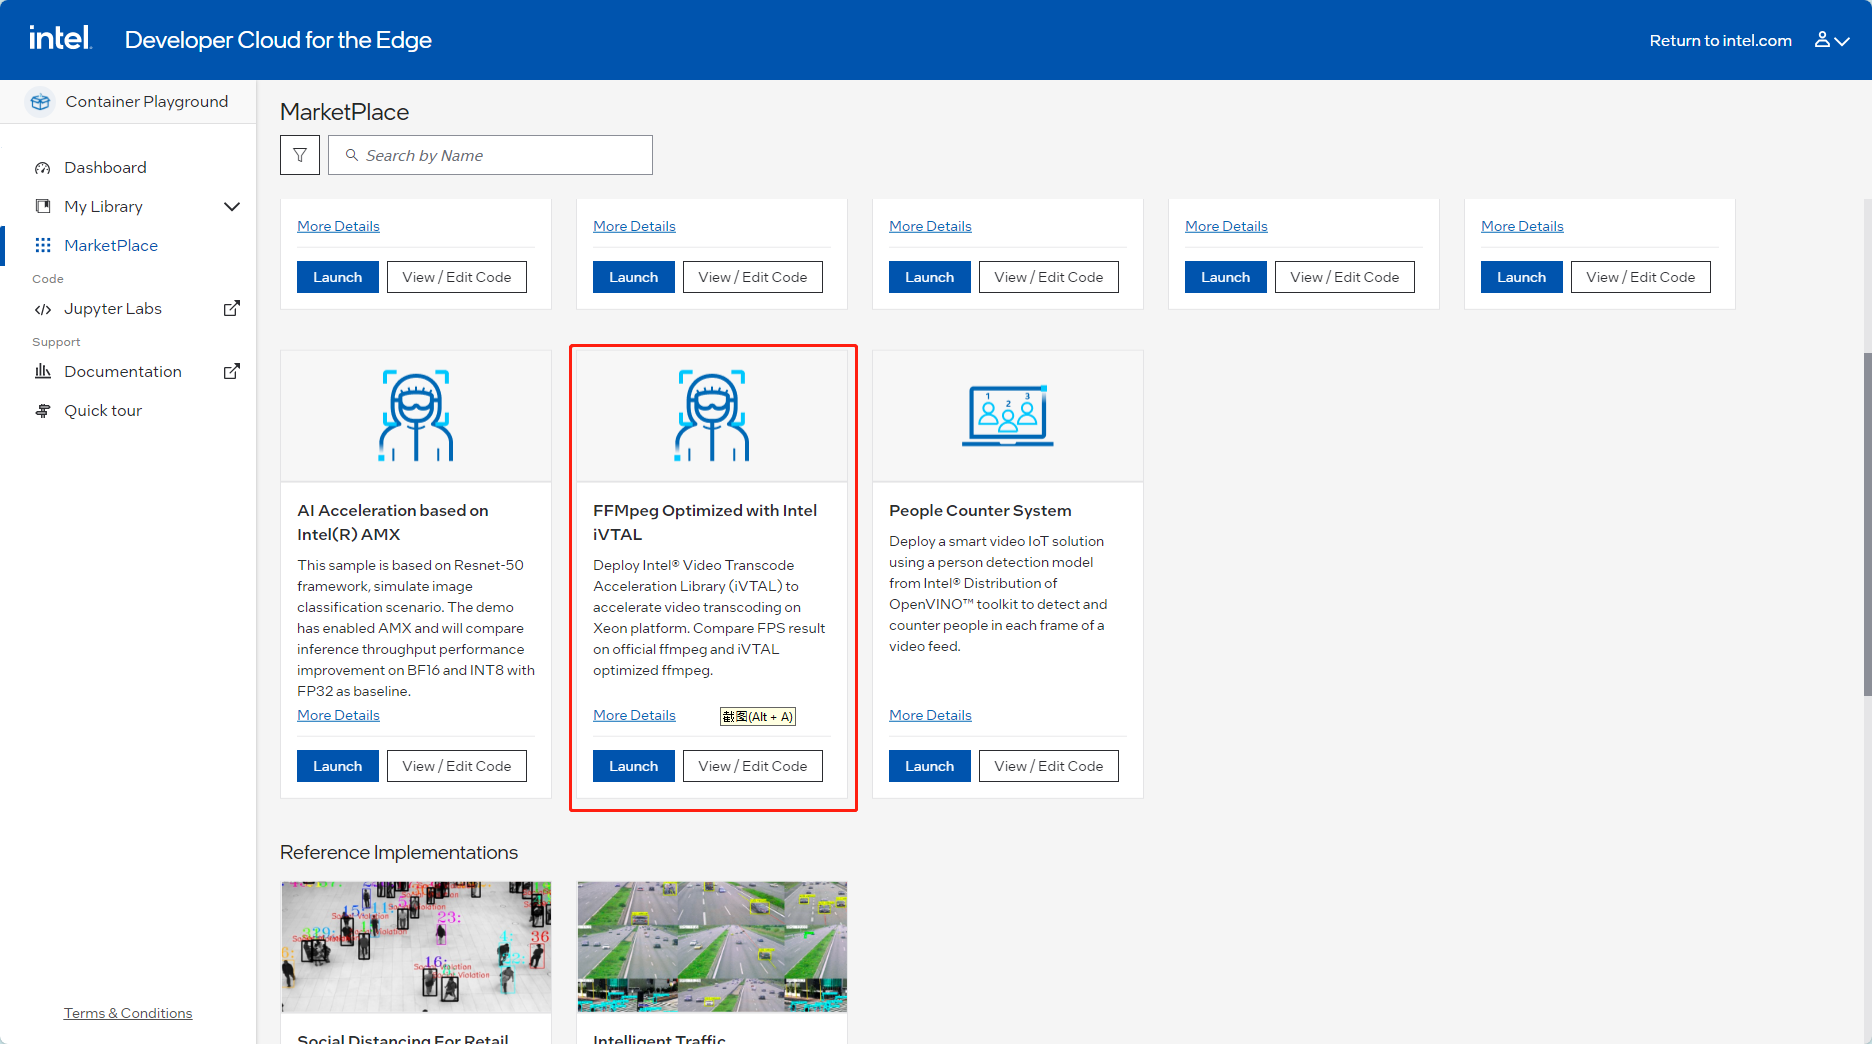 intel.
Developer Cloud for the Edge
Return to intel.com
Container Playground
Dashboard
My Library
MarketPlace
Code
Jupyter Labs
Support
Documentation
Quick tour
Terms & Conditions
MarketPlace
Search by Name
More Details
Launch
View / Edit Code
More Details
Launch
View / Edit Code
More Details
Launch
View / Edit Code
More Details
Launch
View / Edit Code
More Details
Launch
View / Edit Code
AI Acceleration based on
Intel(R) AMX
This sample is based on Resnet-50
framework, simulate image
classification scenario. The demo
has enabled AMX and will compare
inference throughput performance
improvement on BF16 and INT8 with
FP32 as baseline.
More Details
Launch
View / Edit Code
FFMpeg Optimized with Intel
iVTAL
Deploy Intel® Video Transcode
Acceleration Library (iVTAL) to
accelerate video transcoding on
Xeon platform. Compare FPS result
on official ffmpeg and iVTAL
optimized ffmpeg.
More Details
截图(Alt + A)
Launch
View / Edit Code
1
2
3
People Counter System
Deploy a smart video IoT solution
using a person detection model
from Intel® Distribution of
OpenVINO™ toolkit to detect and
counter people in each frame of a
video feed.
More Details
Launch
View / Edit Code
Reference Implementations
23:
36
16:
Social Distancing For Retail
Intelligent Traffic